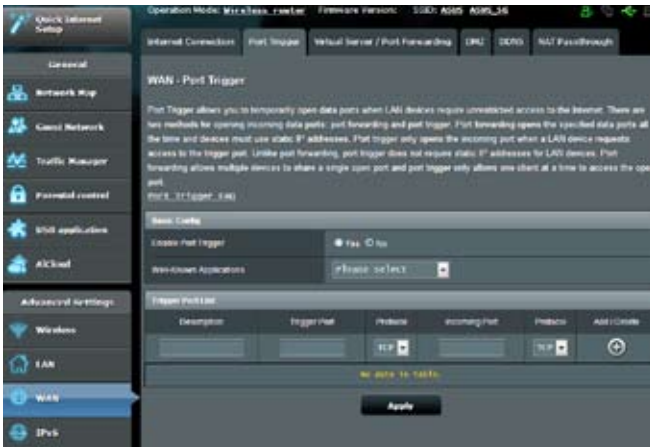 Quick Internet
Setup
Operation Mode: Wireless router Firmware Version: SSID: ASUS ASUS_5G
Internet Connection Port Trigger Virtual Server / Port Forwarding DMZ DDNS NAT Passthrough
General
Network Map
Guest Network
Traffic Manager
Parental control
USB application
AiCloud
Advanced Settings
Wireless
LAN
WAN
IPv6
WAN - Port Trigger
Port Trigger allows you to temporarily open data ports when LAN devices require unrestricted access to the Internet. There are
two methods for opening incoming data ports: port forwarding and port trigger. Port forwarding opens the specified data ports all
the time and devices must use static IP addresses. Port trigger only opens the incoming port when a LAN device requests
access to the trigger port. Unlike port forwarding, port trigger does not require static IP addresses for LAN devices. Port
forwarding allows multiple devices to share a single open port and port trigger only allows one client at a time to access the ope
port.
Port Trigger FAQ
Basic Config
Enable Port Trigger Yes No
Well-Known Applications Please select
Trigger Port List
Description Trigger Port Protocol Incoming Port Protocol Add / Delete
TCP TCP
No data in table.
Apply